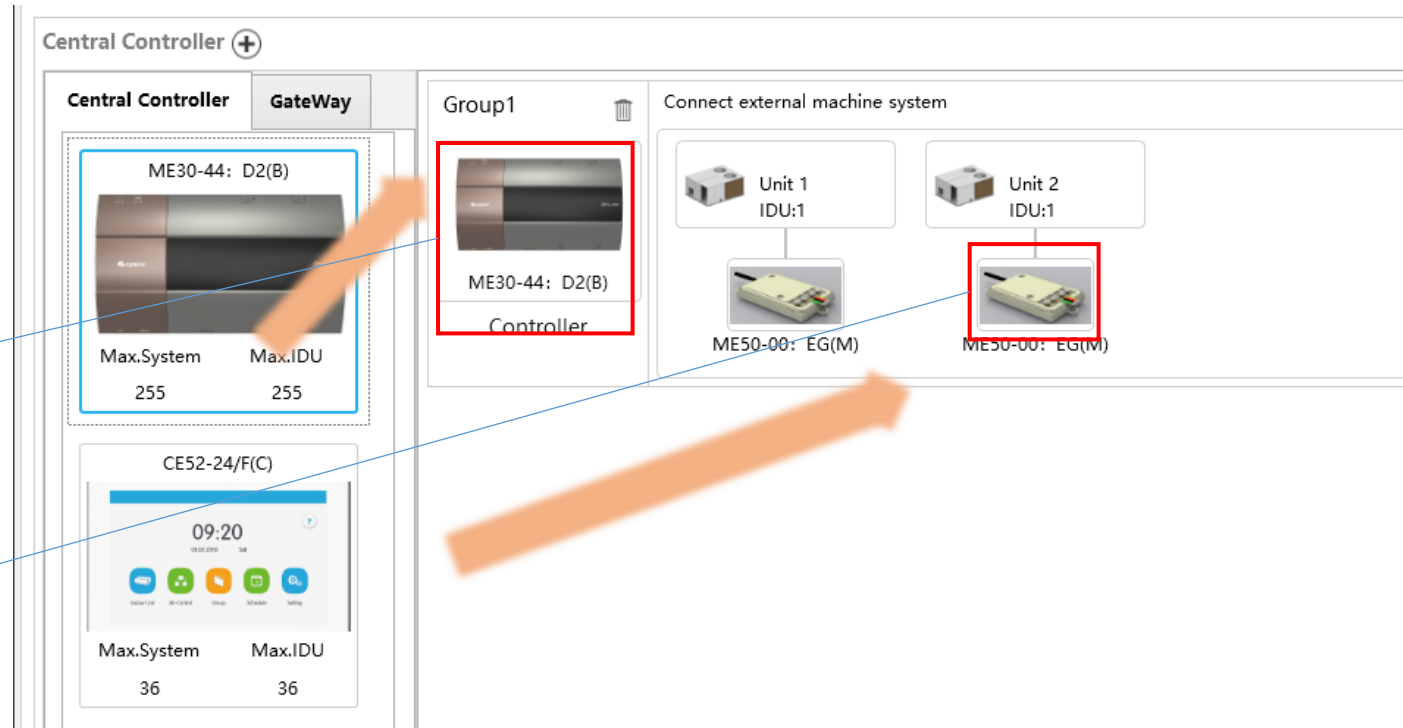 Central Controller
Central Controller
GateWay
ME30-44: D2(B)
Max.System Max.IDU
255 255
CE52-24/F(C)
09:20
Max.System Max.IDU
36 36
Group1
ME30-44: D2(B)
Controller
Connect external machine system
Unit 1
IDU:1
ME50-00: EG(M)
Unit 2
IDU:1
ME50-00: EG(M)